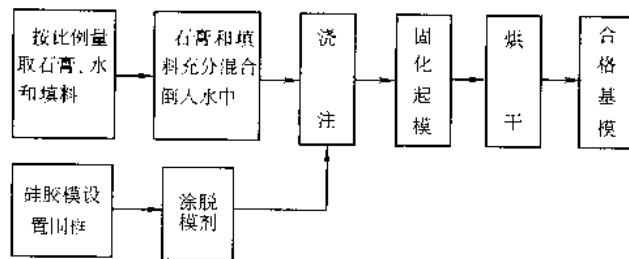 按比例量
取石膏、水
和填料
石膏和填
料充分混合
倒入水中
浇
注
固
化
起
模
烘
干
合
格
基
模
硅胶模设
置围框
涂脱
模剂